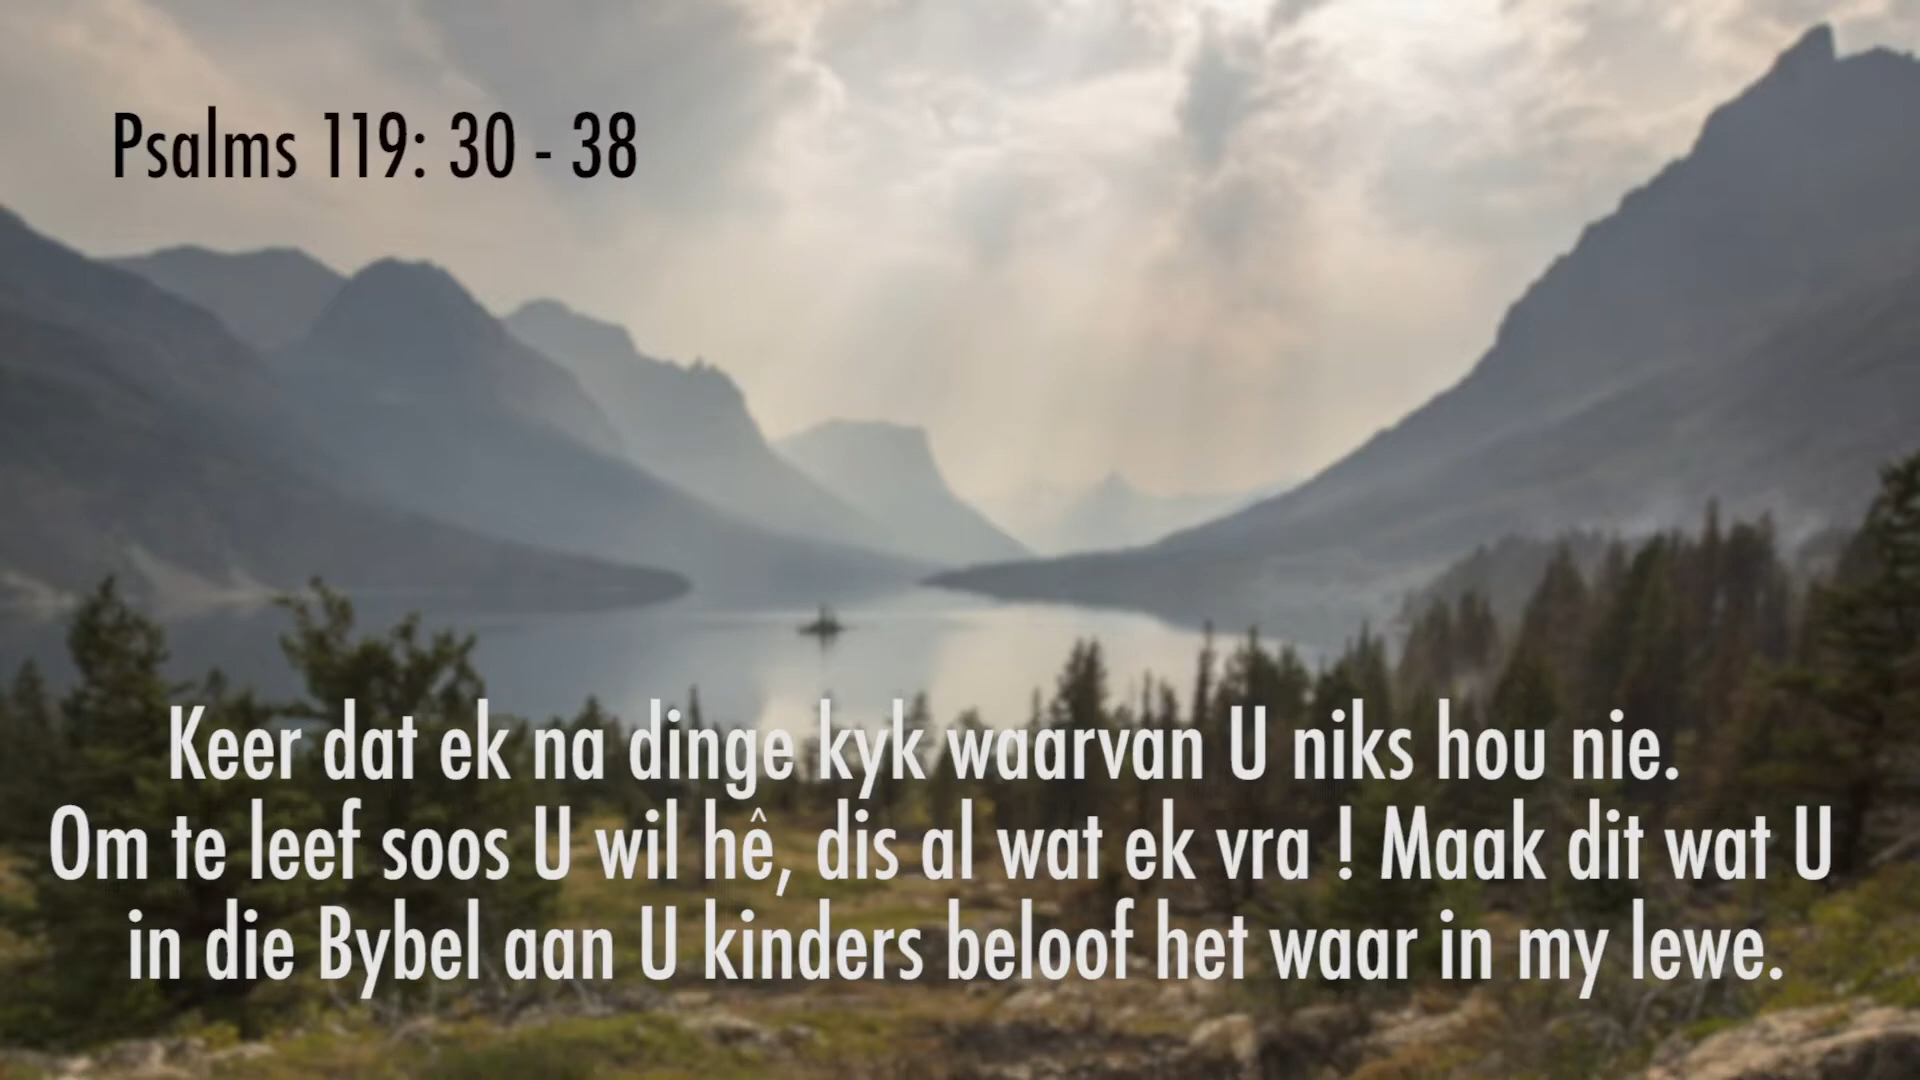 Psalms 119: 30 - 38
Keer dat ek na dinge kyk waarvan U niks hou nie.
Om te leef soos U wil hê, dis al wat ek vra ! Maak dit wat U
in die Bybel aan U kinders beloof het waar in my lewe.